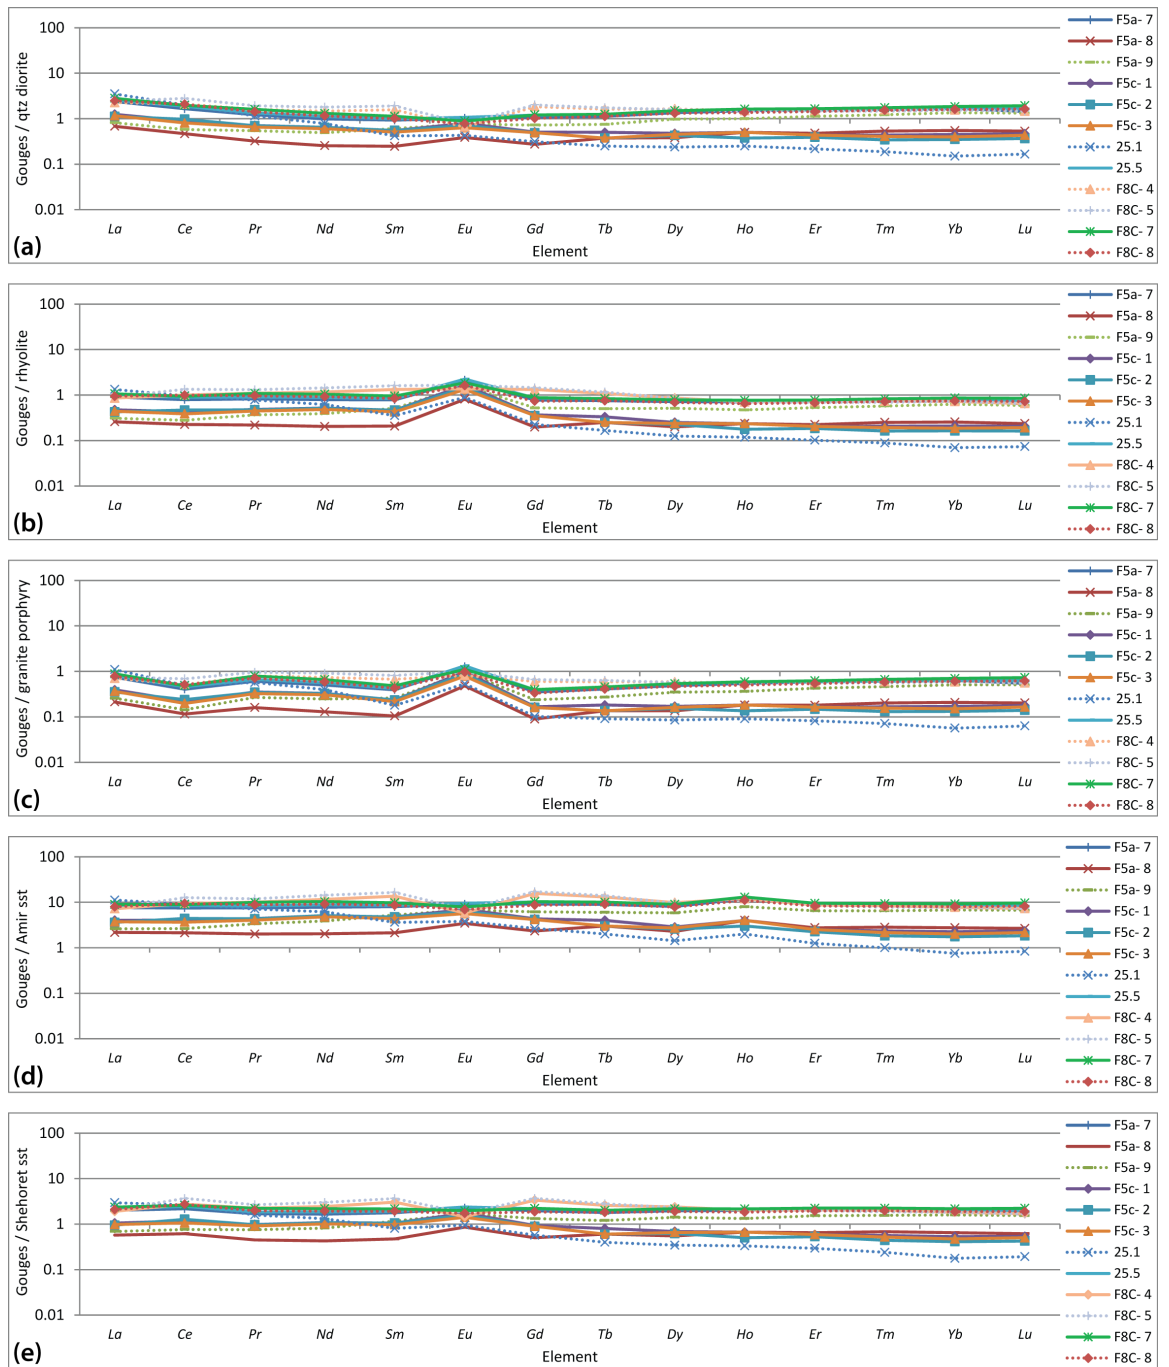 Gouges / qtz diorite
100
10
1
0.1
0.01
La Ce Pr Nd Sm Eu Gd Tb Dy Ho Er Tm Yb Lu
Element
(a)
F5a- 7
F5a- 8
F5a- 9
F5c- 1
F5c- 2
F5c- 3
25.1
25.5
F8C- 4
F8C- 5
F8C- 7
F8C- 8
Gouges / rhyolite
100
10
1
0.1
0.01
La Ce Pr Nd Sm Eu Gd Tb Dy Ho Er Tm Yb Lu
Element
(b)
F5a- 7
F5a- 8
F5a- 9
F5c- 1
F5c- 2
F5c- 3
25.1
25.5
F8C- 4
F8C- 5
F8C- 7
F8C- 8
Gouges / granite porphyry
100
10
1
0.1
0.01
La Ce Pr Nd Sm Eu Gd Tb Dy Ho Er Tm Yb Lu
Element
(c)
F5a- 7
F5a- 8
F5a- 9
F5c- 1
F5c- 2
F5c- 3
25.1
25.5
F8C- 4
F8C- 5
F8C- 7
F8C- 8
Gouges / Amir sst
100
10
1
0.1
0.01
La Ce Pr Nd Sm Eu Gd Tb Dy Ho Er Tm Yb Lu
Element
(d)
F5a- 7
F5a- 8
F5a- 9
F5c- 1
F5c- 2
F5c- 3
25.1
25.5
F8C- 4
F8C- 5
F8C- 7
F8C- 8
Gouges / Shehoret sst
100
10
1
0.1
0.01
La Ce Pr Nd Sm Eu Gd Tb Dy Ho Er Tm Yb Lu
Element
(e)
F5a- 7
F5a- 8
F5a- 9
F5c- 1
F5c- 2
F5c- 3
25.1
25.5
F8C- 4
F8C- 5
F8C- 7
F8C- 8